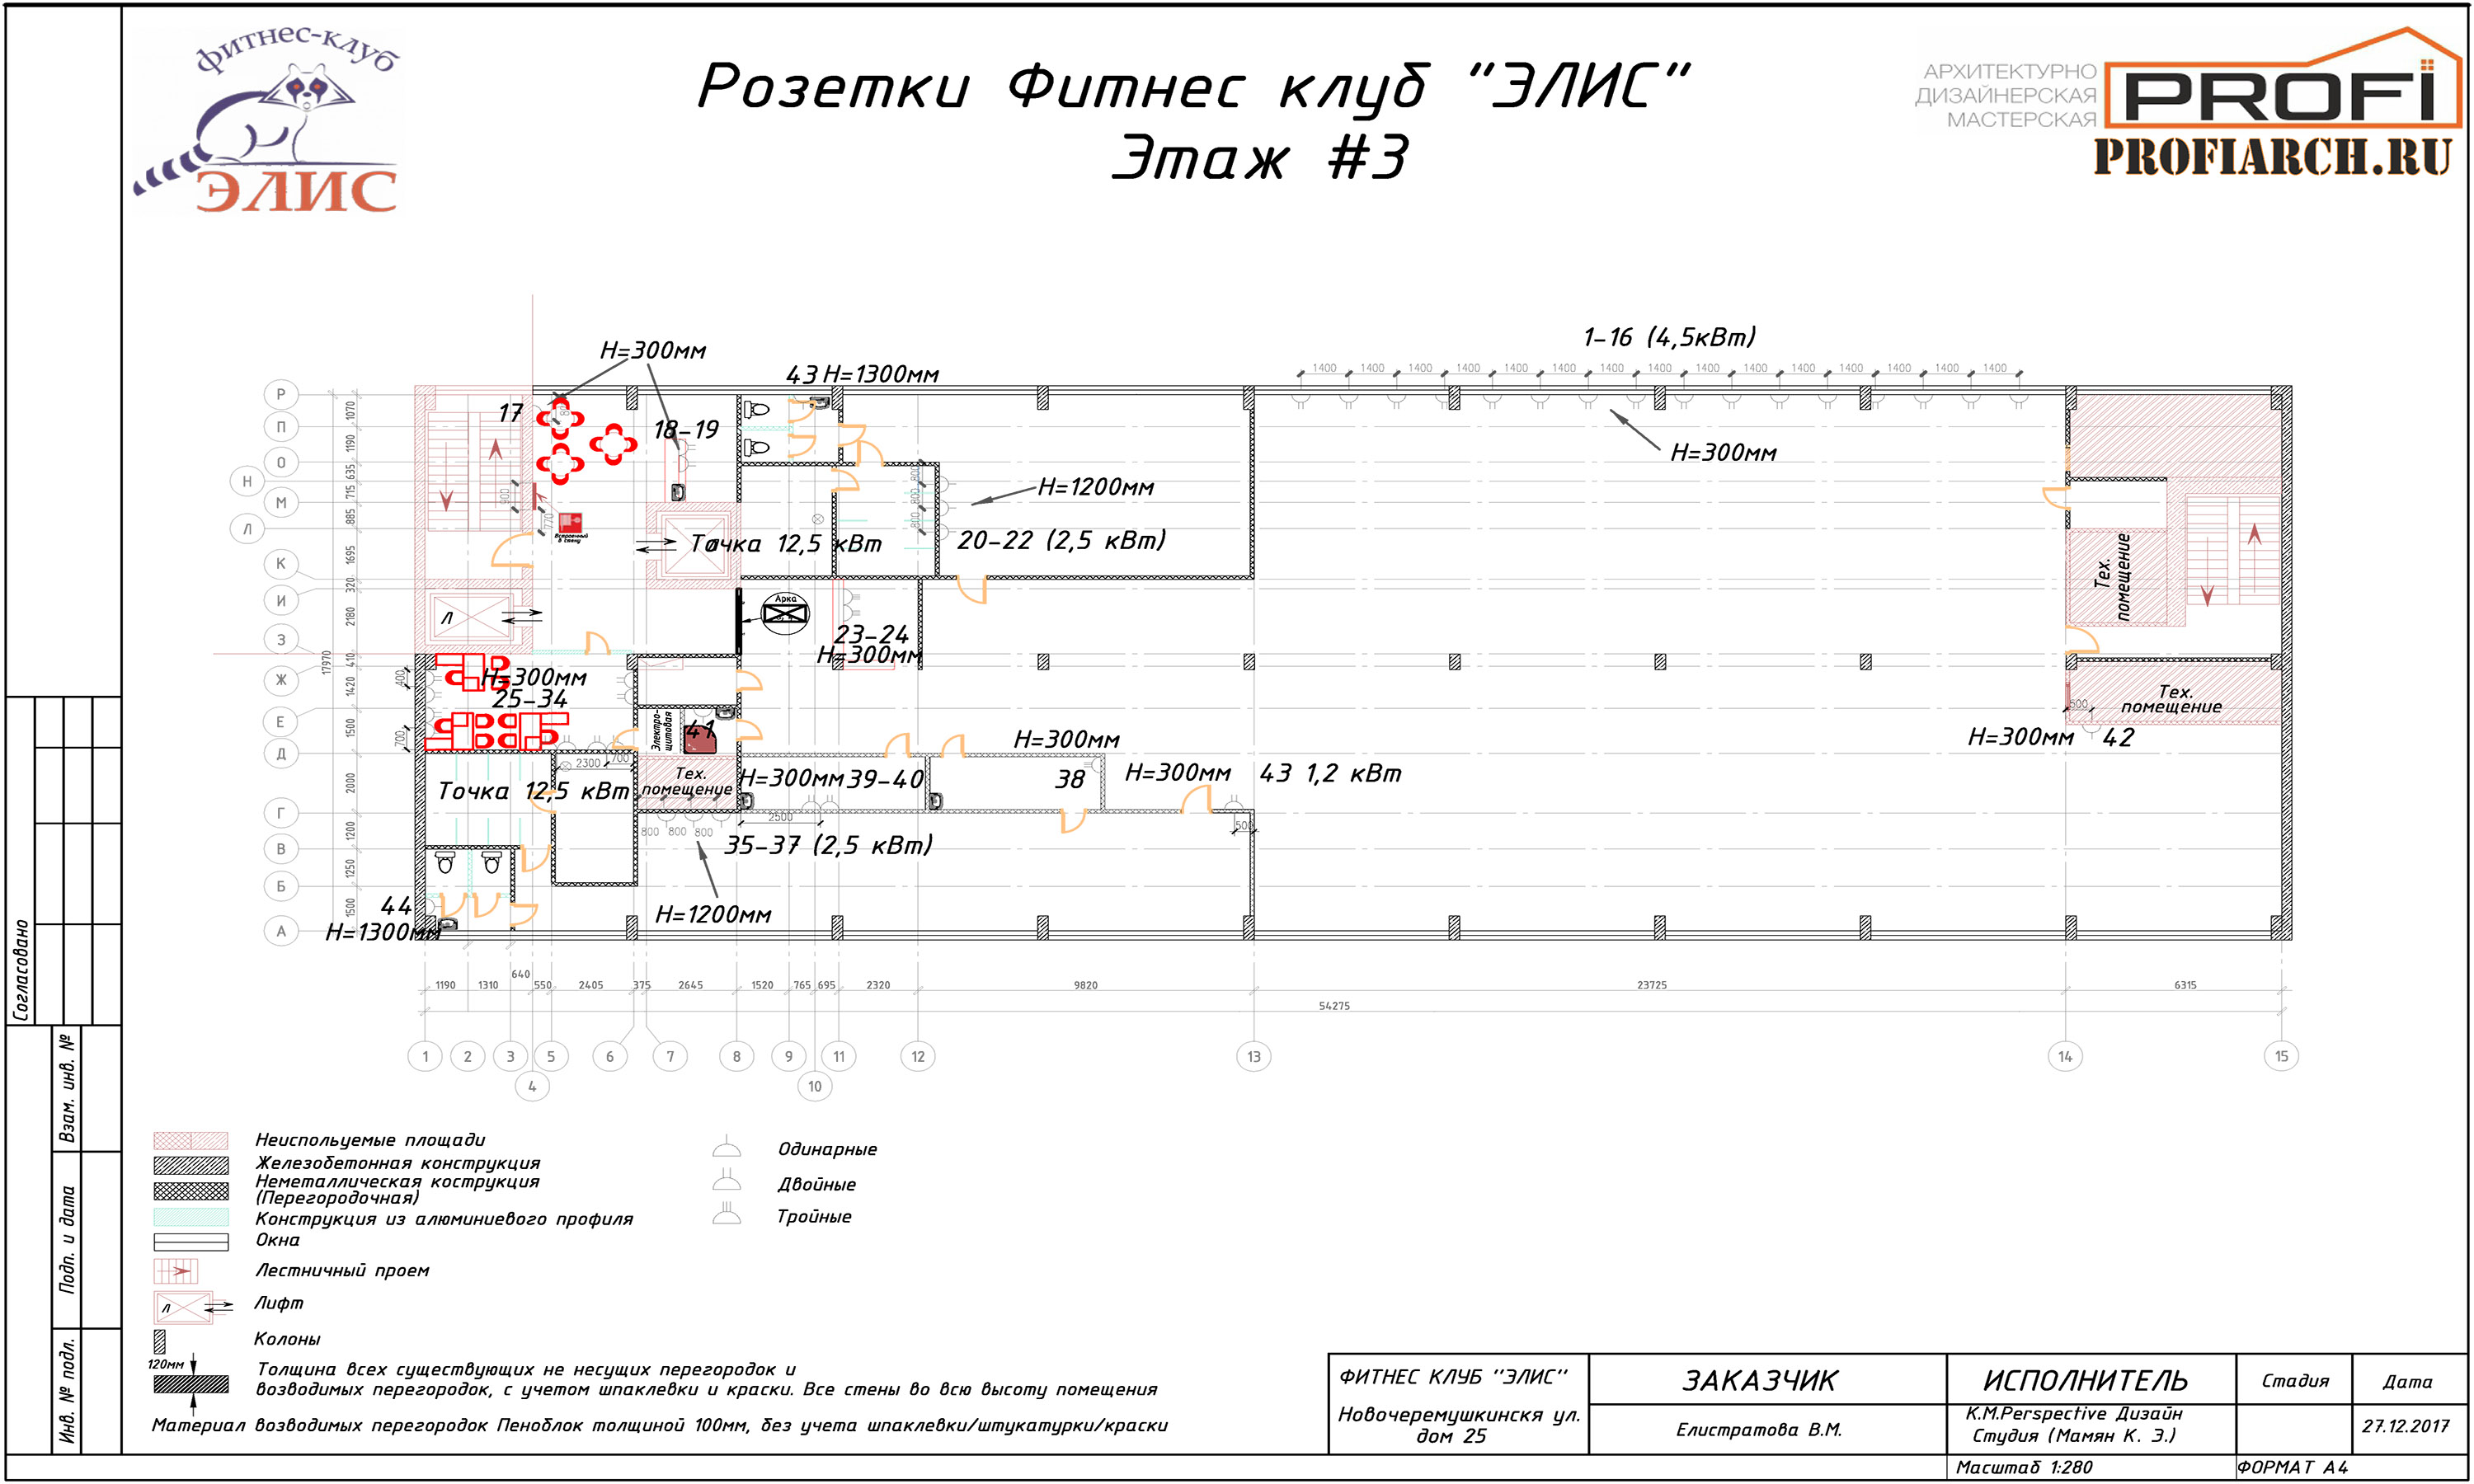 фитнес-клуб
ЭЛИС
Розетки Фитнес клуб "ЭЛИС"
Этаж #3
АРХИТЕКТУРНО
ДИЗАЙНЕРСКАЯ
МАСТЕРСКАЯ
PROFI
PROFIARCH.RU
1-16 (4,5кВт)
1400 1400 1400 1400 1400 1400 1400 1400 1400 1400 1400 1400 1400 1400 1400
H=300мм
43 H=1300мм
17
18-19
H=300мм
H=1200мм
20-22 (2,5 кВт)
Точка 12,5 кВт
900
770
Встроенный
в стену
800
800
800
Арка
Л
23-24
H=300мм
H=300мм
25-34
400
700
Электро-
щитовая
41
Тех.
помещение
Тех.
помещение
500
H=300мм 42
H=300мм
2300
700
Точка 12,5 кВт
Тех.
помещение
H=300мм 39-40
38
H=300мм 43 1,2 кВт
2500
500
800 800 800
35-37 (2,5 кВт)
H=1200мм
44
H=1300мм
Р
П
О
Н
М
Л
К
И
З
Ж
Е
Д
Г
В
Б
А
1070
1190
635
715
885
1695
320
2180
410
1420
1500
2000
1200
1250
1500
17970
640
1190 1310 550 2405 375 2645 1520 765 695 2320 9820 23725 6315
54275
1 2 3 5 6 7 8 9 11 12 13 14 15
4 10
Неиспользуемые площади
Железобетонная конструкция
Неметаллическая кострукция
(Перегородочная)
Конструкция из алюминиевого профиля
Окна
Лестничный проем
Л
Лифт
Колоны
120мм
Толщина всех существующих не несущих перегородок и
возводимых перегородок, с учетом шпаклевки и краски. Все стены во всю высоту помещения
Материал возводимых перегородок Пеноблок толщиной 100мм, без учета шпаклевки/штукатурки/краски
Одинарные
Двойные
Тройные
Согласовано
Взам. инв. №
Подп. и дата
Инв. № подл.
ФИТНЕС КЛУБ "ЭЛИС"
Новочеремушкинскя ул.
дом 25
ЗАКАЗЧИК
Елистратова В.М.
ИСПОЛНИТЕЛЬ
K.M.Perspective Дизайн
Студия (Мамян К. Э.)
Стадия
Дата
27.12.2017
Масштаб 1:280
ФОРМАТ А4